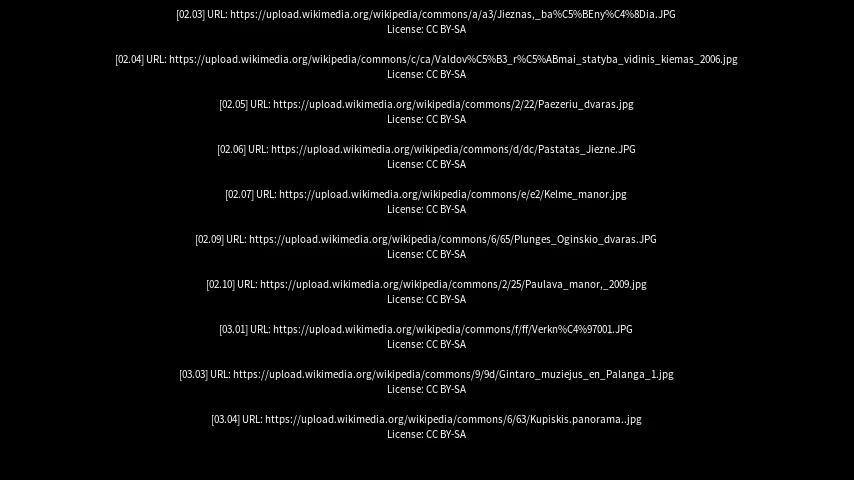 [02.03] URL: https://upload.wikimedia.org/wikipedia/commons/a/a3/Jieznas,_ba%C5%BEny%C4%8Dia.JPG
License: CC BY-SA
[02.04] URL: https://upload.wikimedia.org/wikipedia/commons/c/ca/Valdov%C5%B3_r%C5%ABmai_statyba_vidinis_kiemas_2006.jpg
License: CC BY-SA
[02.05] URL: https://upload.wikimedia.org/wikipedia/commons/2/22/Paezeriu_dvaras.jpg
License: CC BY-SA
[02.06] URL: https://upload.wikimedia.org/wikipedia/commons/d/dc/Pastatas_Jiezne.JPG
License: CC BY-SA
[02.07] URL: https://upload.wikimedia.org/wikipedia/commons/e/e2/Kelme_manor.jpg
License: CC BY-SA
[02.09] URL: https://upload.wikimedia.org/wikipedia/commons/6/65/Plunges_Oginskio_dvaras.JPG
License: CC BY-SA
[02.10] URL: https://upload.wikimedia.org/wikipedia/commons/2/25/Paulava_manor,_2009.jpg
License: CC BY-SA
[03.01] URL: https://upload.wikimedia.org/wikipedia/commons/f/ff/Verkn%C4%97001.JPG
License: CC BY-SA
[03.03] URL: https://upload.wikimedia.org/wikipedia/commons/9/9d/Gintaro_muziejus_en_Palanga_1.jpg
License: CC BY-SA
[03.04] URL: https://upload.wikimedia.org/wikipedia/commons/6/63/Kupiskis.panorama..jpg
License: CC BY-SA